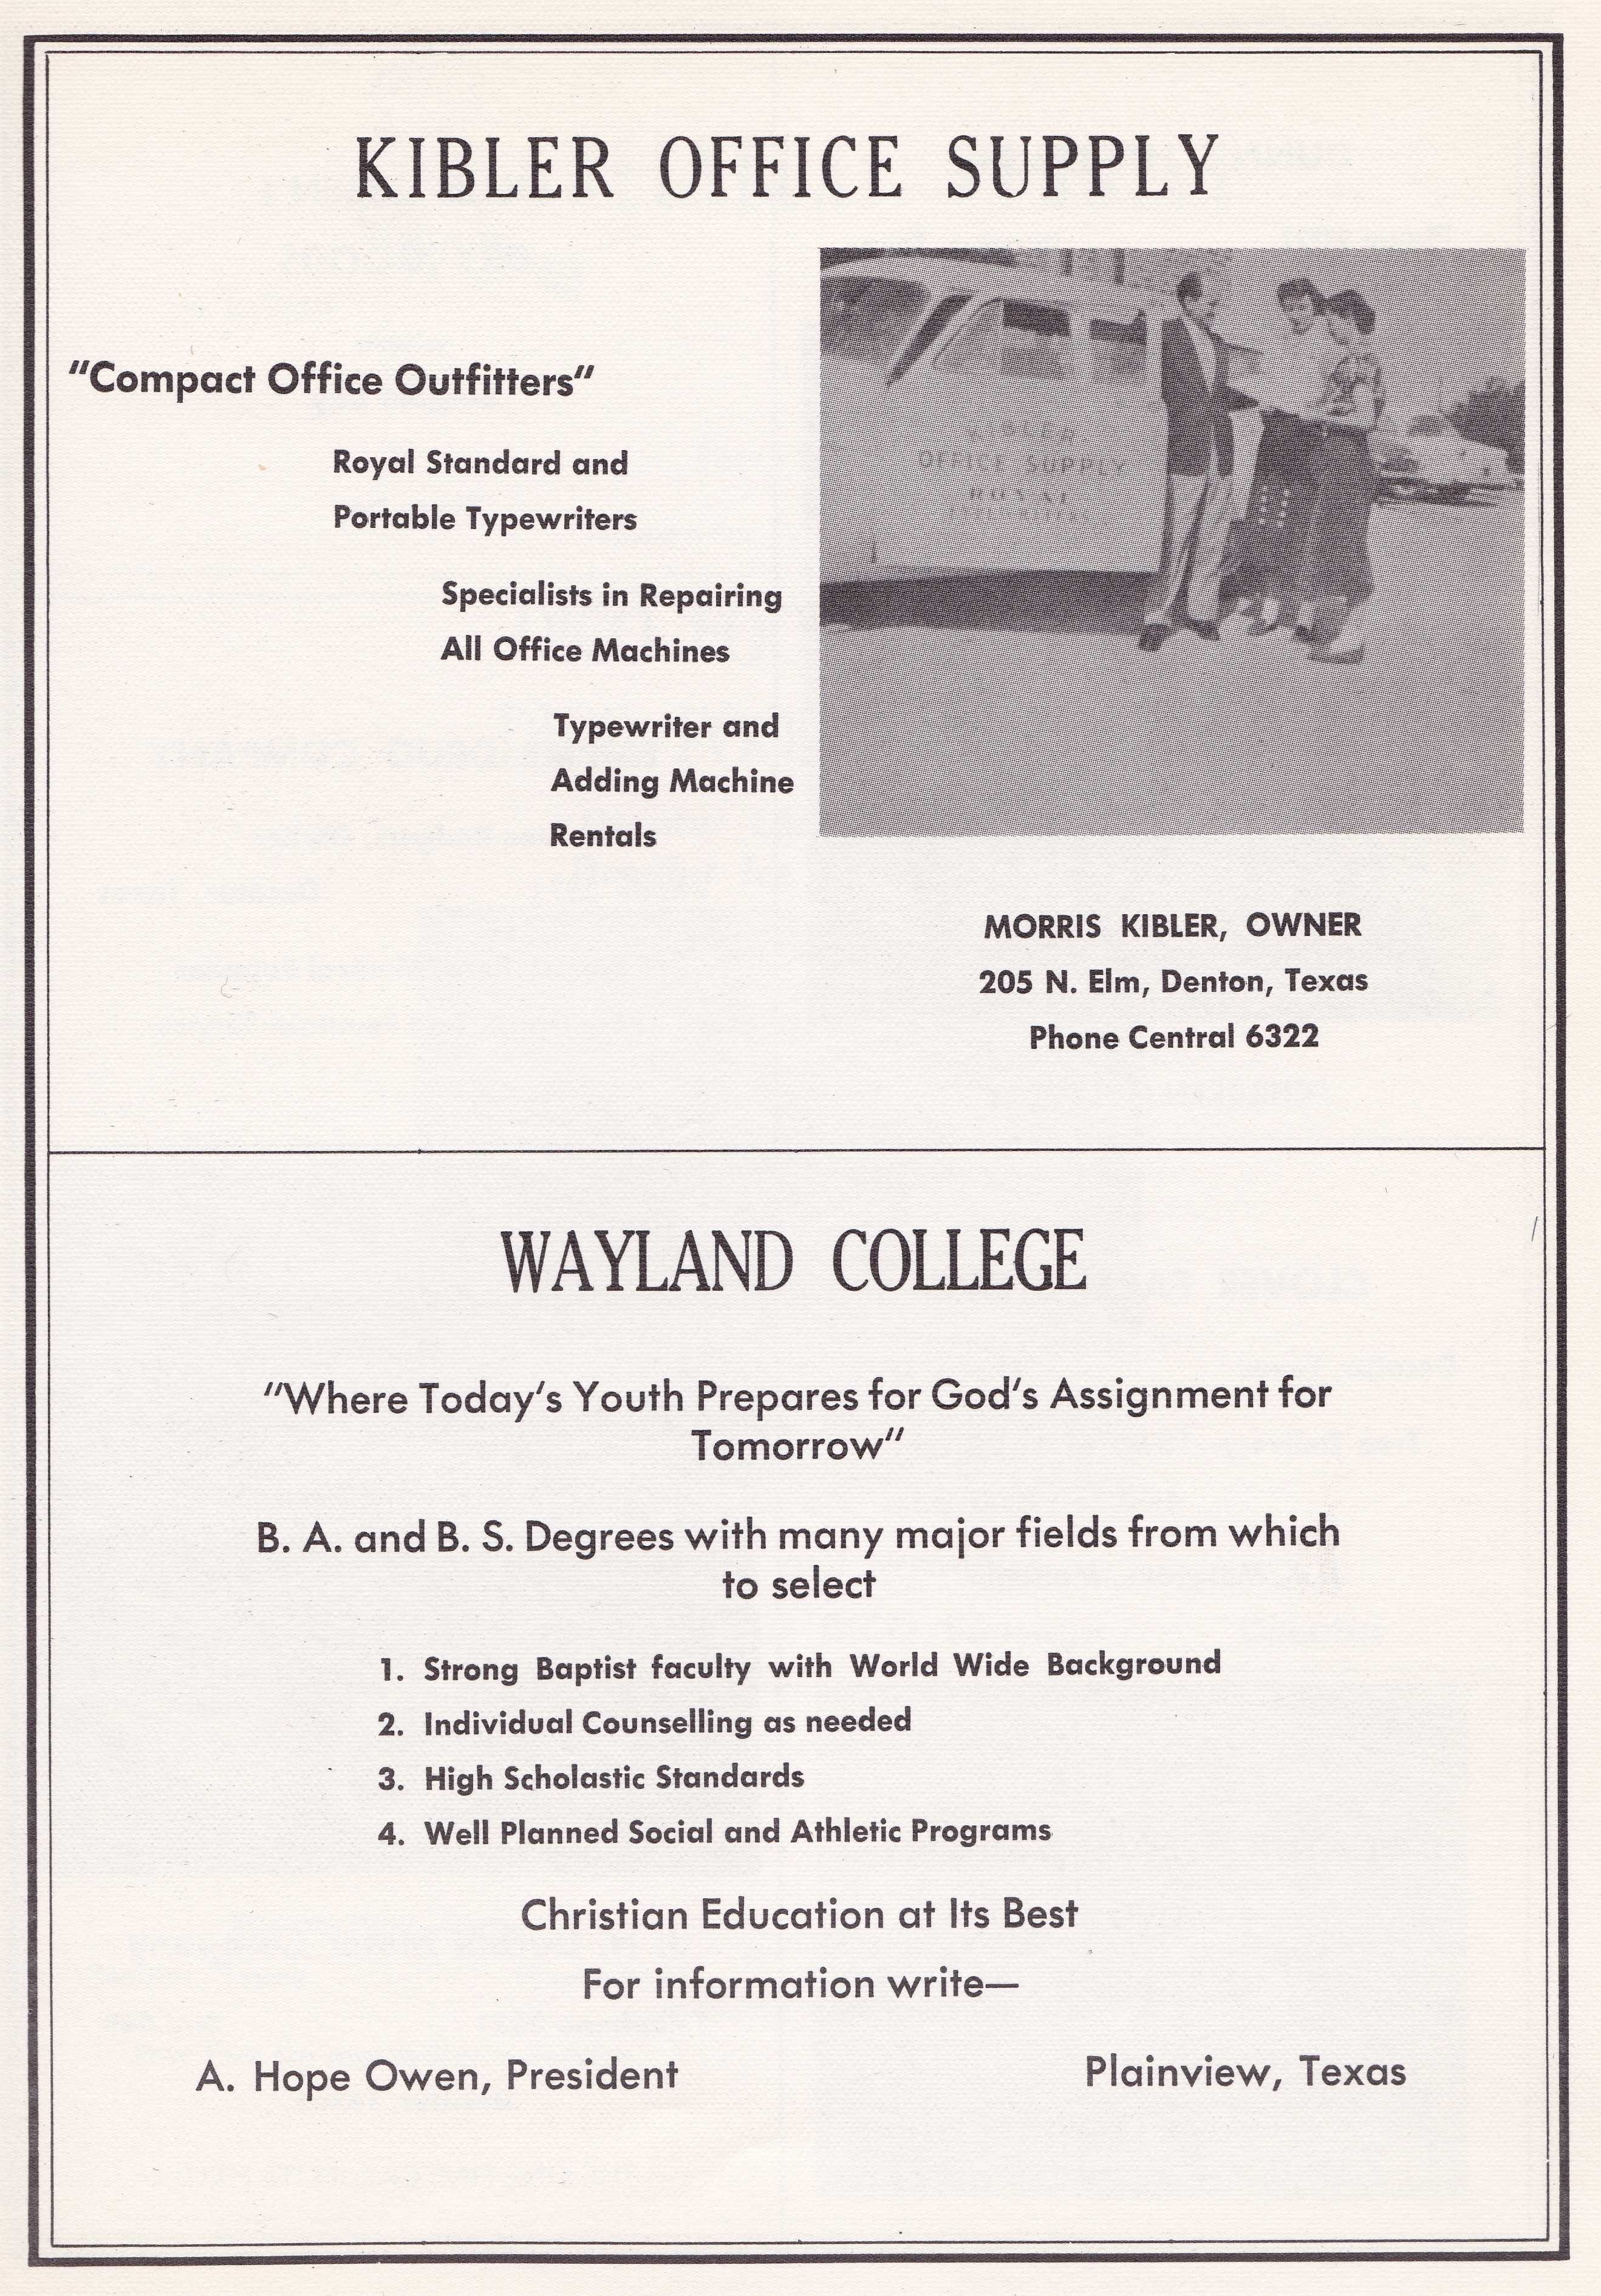 KIBLER OFFICE SUPPLY
"Compact Office Outfitters"
Royal Standard and
Portable Typewriters
Specialists in Repairing
All Office Machines
Typewriter and
Adding Machine
Rentals
KIBLER
OFFICE SUPPLY
ROYAL
TYPEWRITERS
MORRIS KIBLER, OWNER
205 N. Elm, Denton, Texas
Phone Central 6322
WAYLAND COLLEGE
"Where Today's Youth Prepares for God's Assignment for
Tomorrow"
B. A. and B. S. Degrees with many major fields from which
to select
1. Strong Baptist faculty with World Wide Background
2. Individual Counselling as needed
3. High Scholastic Standards
4. Well Planned Social and Athletic Programs
Christian Education at Its Best
For information write—
A. Hope Owen, President
Plainview, Texas